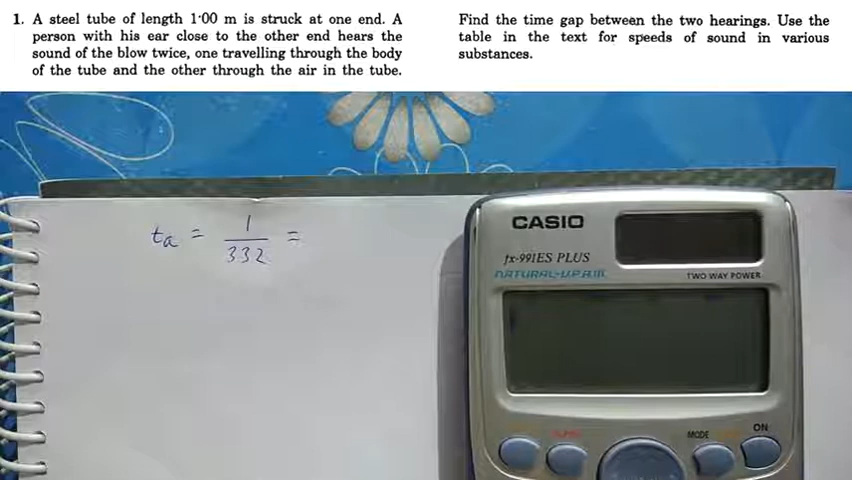 1. A steel tube of length 1·00 m is struck at one end. A
person with his ear close to the other end hears the
sound of the blow twice, one travelling through the body
of the tube and the other through the air in the tube.
Find the time gap between the two hearings. Use the
table in the text for speeds of sound in various
substances.
ta = 1/332 =
CASIO
fx-991ES PLUS
NATURAL-V.P.A.M.
TWO WAY POWER
MODE
ON